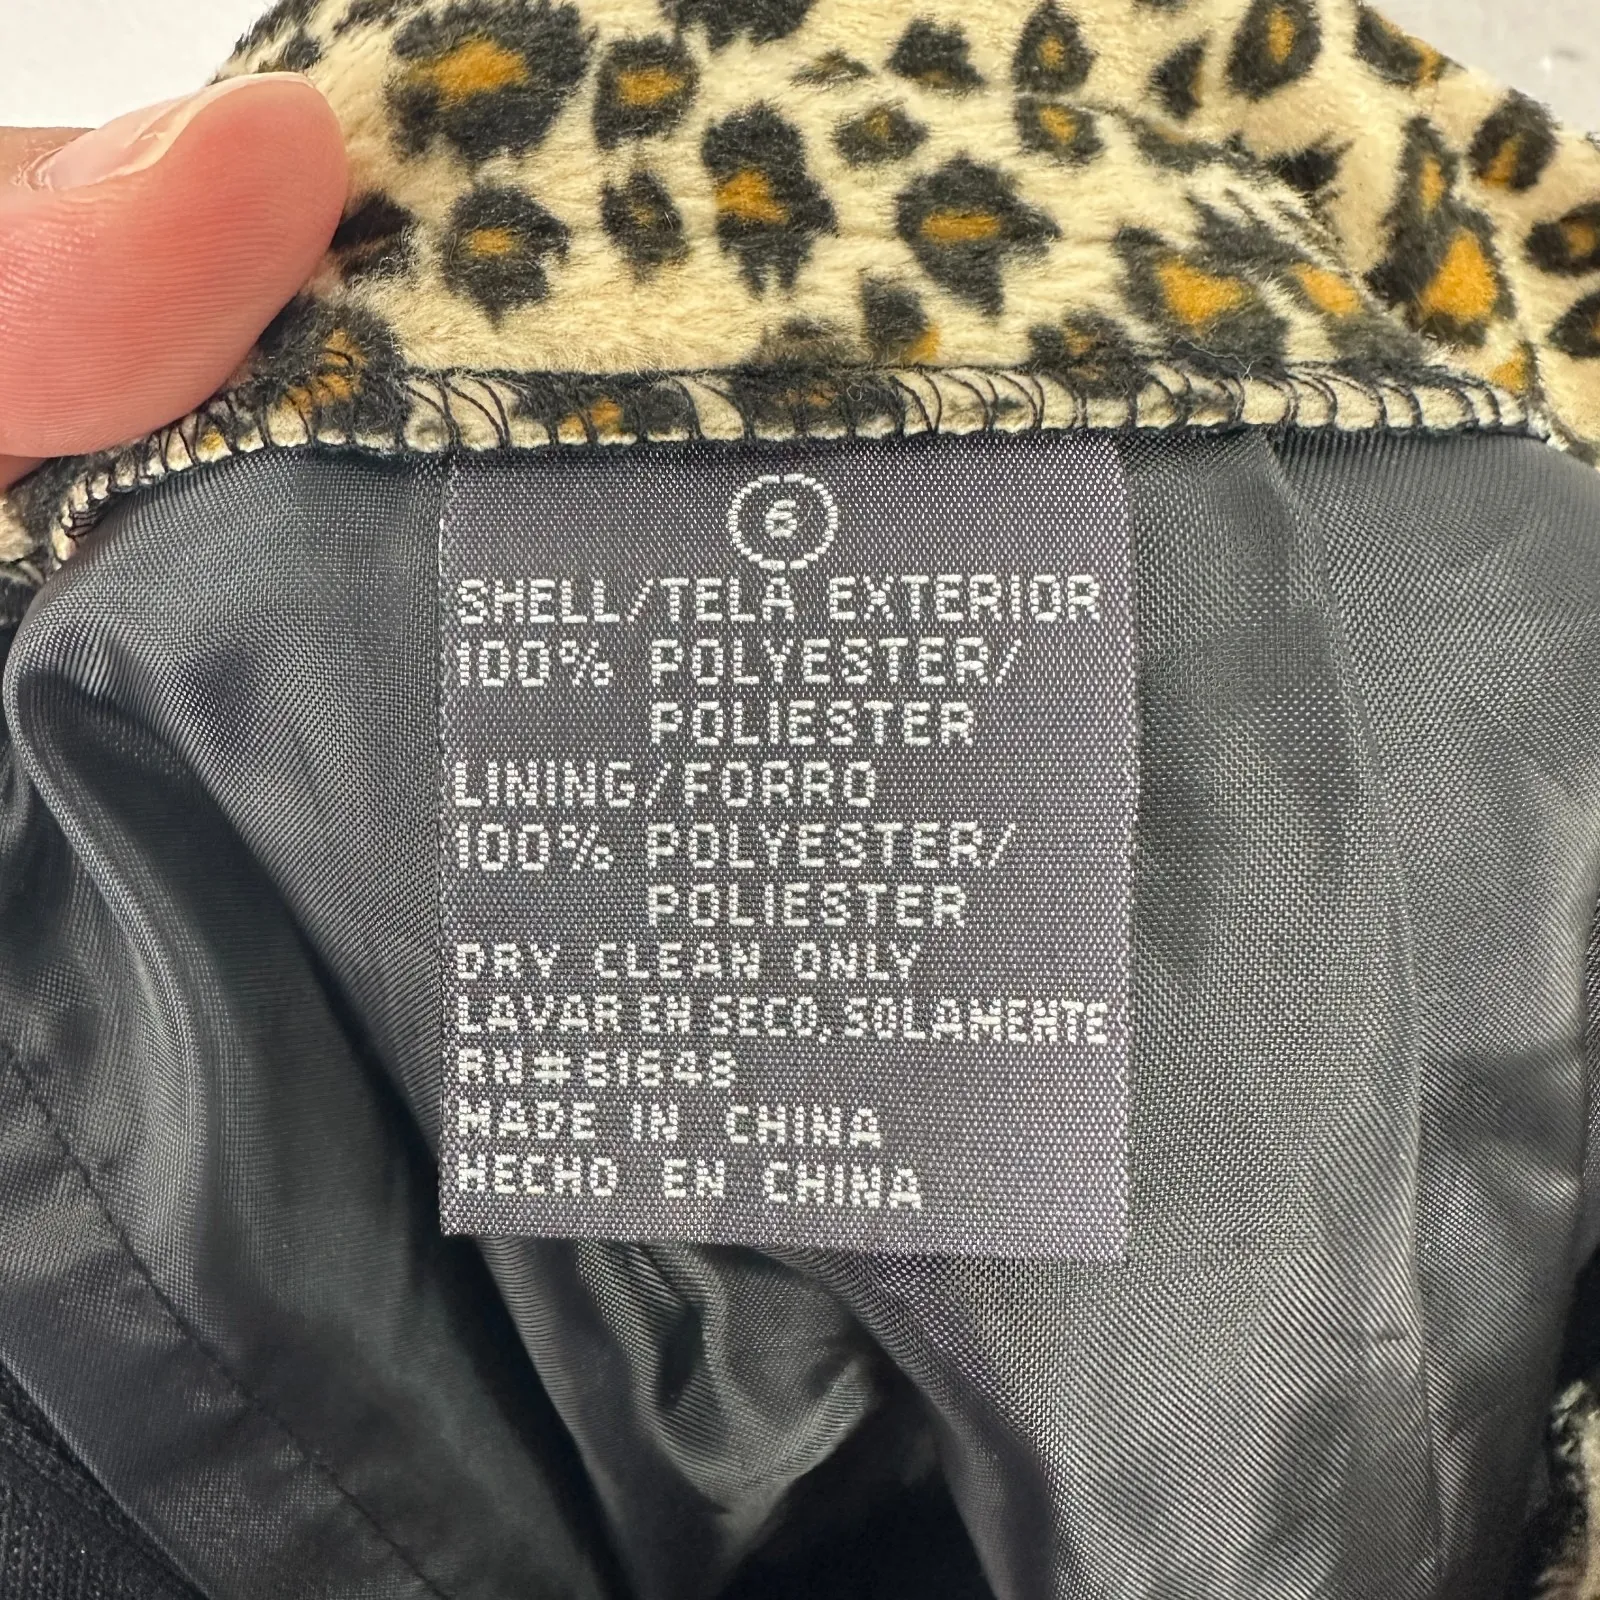 6
SHELL/TELA EXTERIOR
100% POLYESTER/
POLIESTER
LINING/FORRO
100% POLYESTER/
POLIESTER
DRY CLEAN ONLY
LAVAR EN SECO, SOLAMENTE
RN#61648
MADE IN CHINA
HECHO EN CHINA